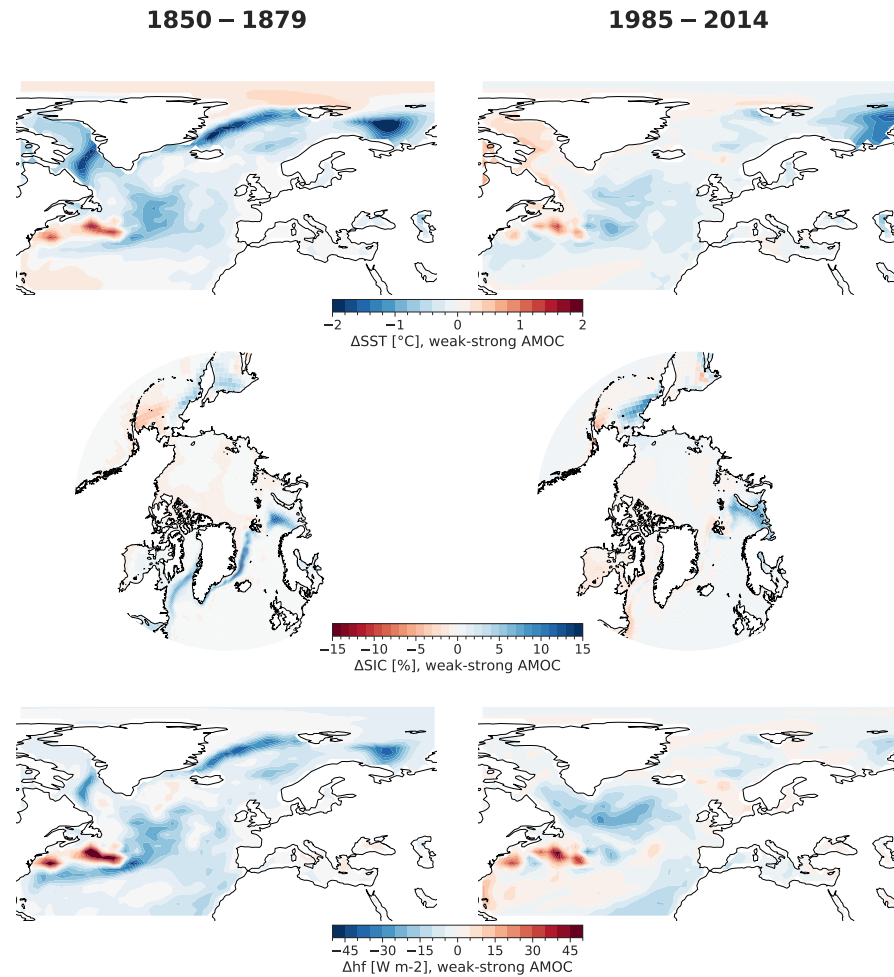 1850 – 1879 1985 – 2014
−2 −1 0 1 2
ΔSST [°C], weak-strong AMOC
−15 −10 −5 0 5 10 15
ΔSIC [%], weak-strong AMOC
−45 −30 −15 0 15 30 45
Δhf [W m-2], weak-strong AMOC